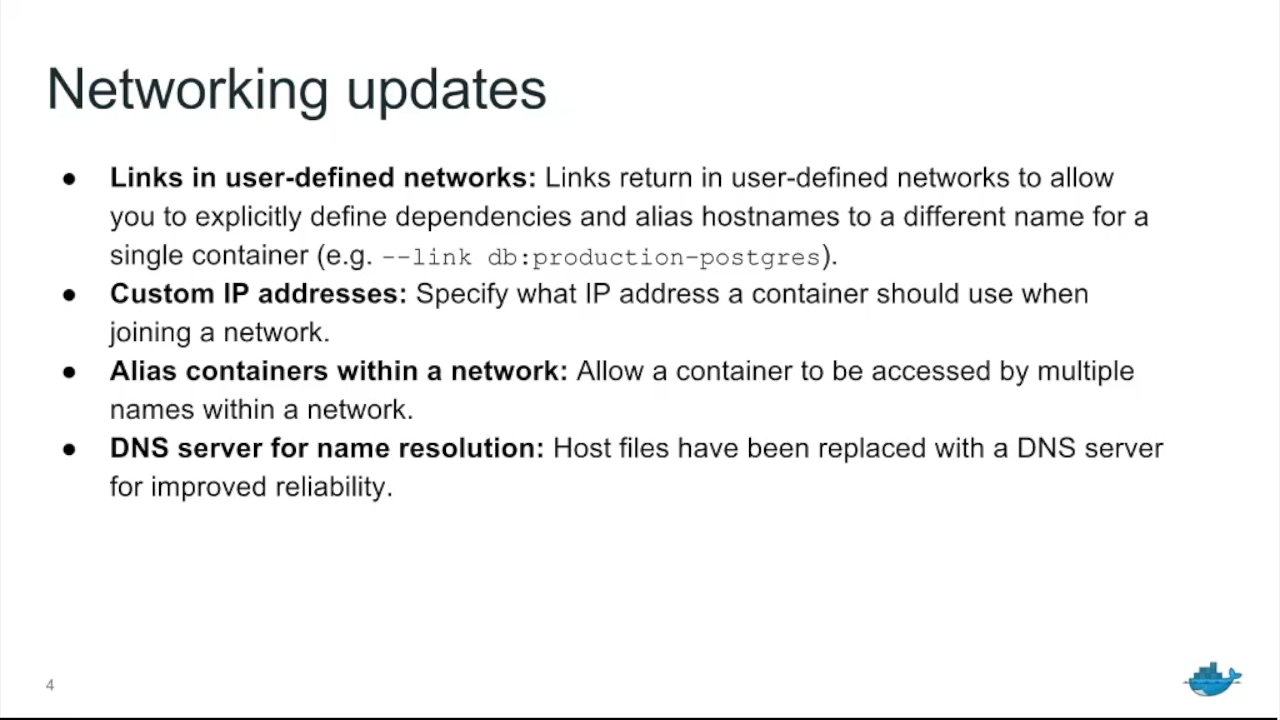 Networking updates
● Links in user-defined networks: Links return in user-defined networks to allow
you to explicitly define dependencies and alias hostnames to a different name for a
single container (e.g. --link db:production-postgres).
● Custom IP addresses: Specify what IP address a container should use when
joining a network.
● Alias containers within a network: Allow a container to be accessed by multiple
names within a network.
● DNS server for name resolution: Host files have been replaced with a DNS server
for improved reliability.
4